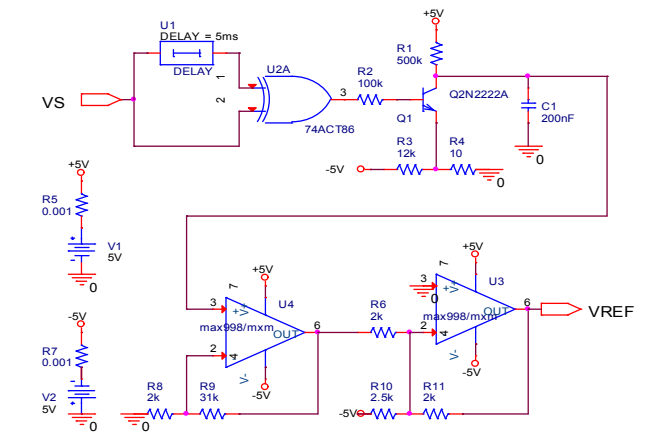 U1
DELAY = 5ms
DELAY
VS
1
2
U2A
3
74ACT86
R2
100k
+5V
R1
500k
Q2N2222A
Q1
C1
200nF
0
R3
12k
R4
10
-5V
0
+5V
R5
0.001
V1
5V
0
-5V
R7
0.001
V2
5V
0
+5V
7
3
+
V+
U4
max998/mxm
OUT
6
2
-
4
V-
-5V
R8
2k
R9
31k
0
R6
2k
+5V
7
3
+
V+
0
U3
max998/mxm
OUT
6
2
-
4
V-
-5V
VREF
-5V
R10
2.5k
R11
2k